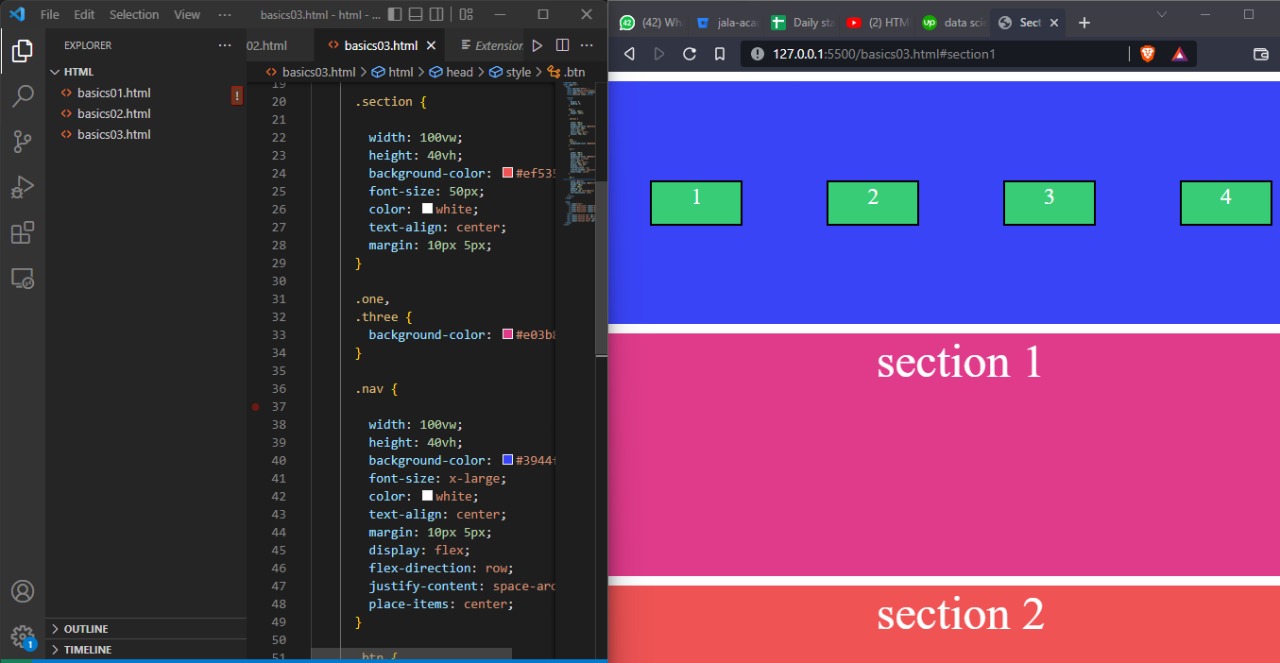 File Edit Selection View ··· basics03.html - html - ...
EXPLORER ···
HTML
basics01.html
basics02.html
basics03.html
OUTLINE
TIMELINE
1
02.html basics03.html Extension
basics03.html > html > head > style > .btn
19
20 .section {
21
22 width: 100vw;
23 height: 40vh;
24 background-color: #ef535
25 font-size: 50px;
26 color: white;
27 text-align: center;
28 margin: 10px 5px;
29 }
30
31 .one,
32 .three {
33 background-color: #e03b8
34 }
35
36 .nav {
37
38 width: 100vw;
39 height: 40vh;
40 background-color: #3944f
41 font-size: x-large;
42 color: white;
43 text-align: center;
44 margin: 10px 5px;
45 display: flex;
46 flex-direction: row;
47 justify-content: space-aro
48 place-items: center;
49 }
50
51 .btn {
(42) Wh jala-aca Daily sta (2) HTM up data sci Sect
127.0.0.1:5500/basics03.html#section1
1 2 3 4
section 1
section 2